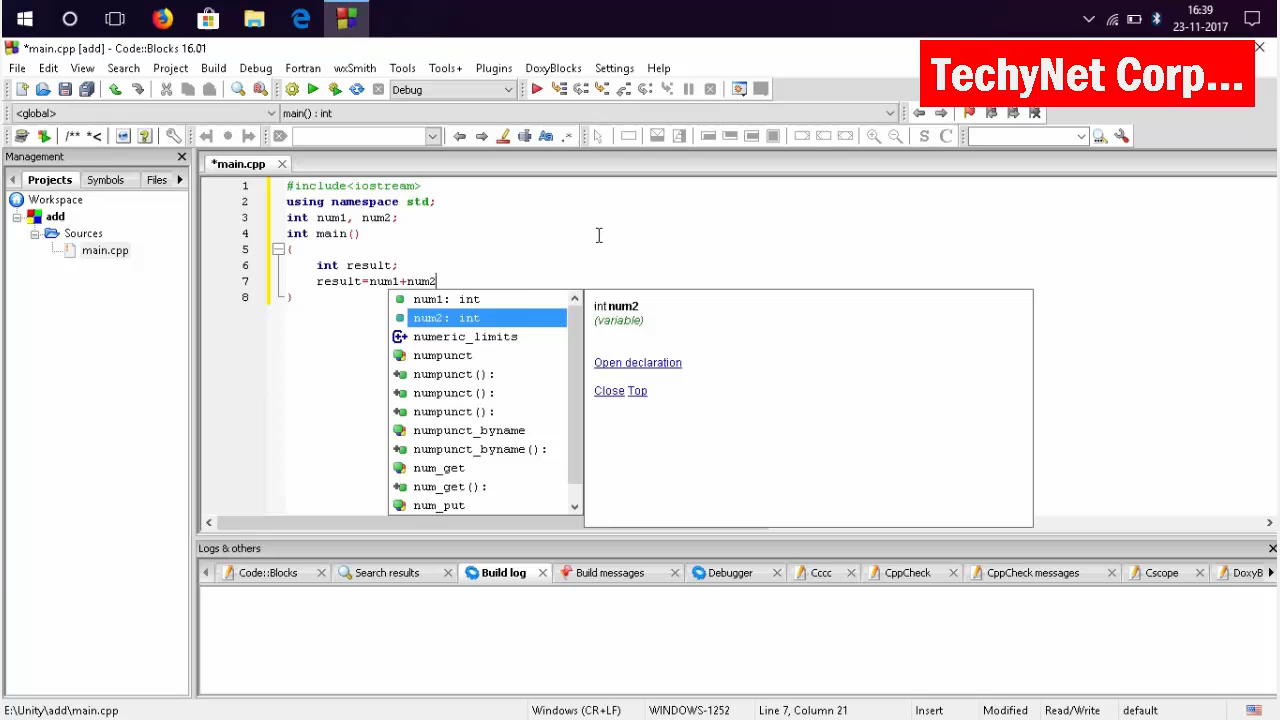 16:39
23-11-2017
*main.cpp [add] - Code::Blocks 16.01
TechyNet Corp...
File Edit View Search Project Build Debug Fortran wxSmith Tools Tools+ Plugins DoxyBlocks Settings Help
Debug
<global> main() : int
/** *<
Aa .*
S C
Management
*main.cpp
Projects Symbols Files
Workspace
add
Sources
main.cpp
1 #include<iostream>
2 using namespace std;
3 int num1, num2;
4 int main()
5 {
6 int result;
7 result=num1+num2
8 }
num1: int
num2: int
numeric_limits
numpunct
numpunct():
numpunct():
numpunct():
numpunct_byname
numpunct_byname():
num_get
num_get():
num_put
int num2
(variable)
Open declaration
Close Top
Logs & others
Code::Blocks Search results Build log Build messages Debugger Cccc CppCheck CppCheck messages Cscope DoxyB
E:\Unity\add\main.cpp Windows (CR+LF) WINDOWS-1252 Line 7, Column 21 Insert Modified Read/Write default